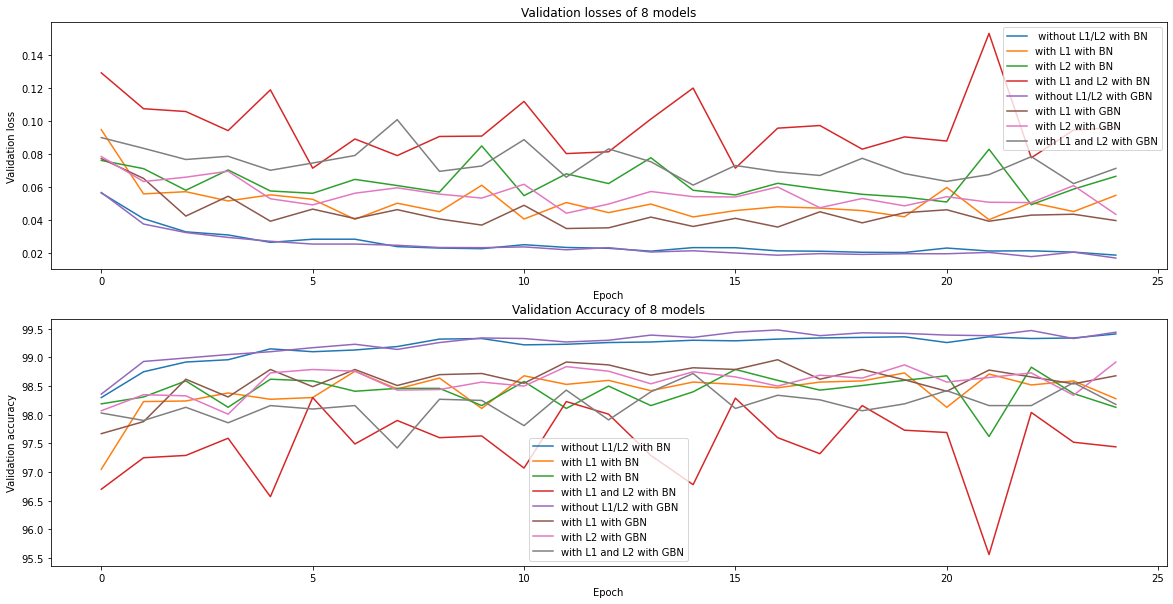 Validation losses of 8 models
Validation loss
0.14
0.12
0.10
0.08
0.06
0.04
0.02
without L1/L2 with BN
with L1 with BN
with L2 with BN
with L1 and L2 with BN
without L1/L2 with GBN
with L1 with GBN
with L2 with GBN
with L1 and L2 with GBN
0 5 10 15 20 25
Epoch
Validation Accuracy of 8 models
Validation accuracy
99.5
99.0
98.5
98.0
97.5
97.0
96.5
96.0
95.5
without L1/L2 with BN
with L1 with BN
with L2 with BN
with L1 and L2 with BN
without L1/L2 with GBN
with L1 with GBN
with L2 with GBN
with L1 and L2 with GBN
0 5 10 15 20 25
Epoch